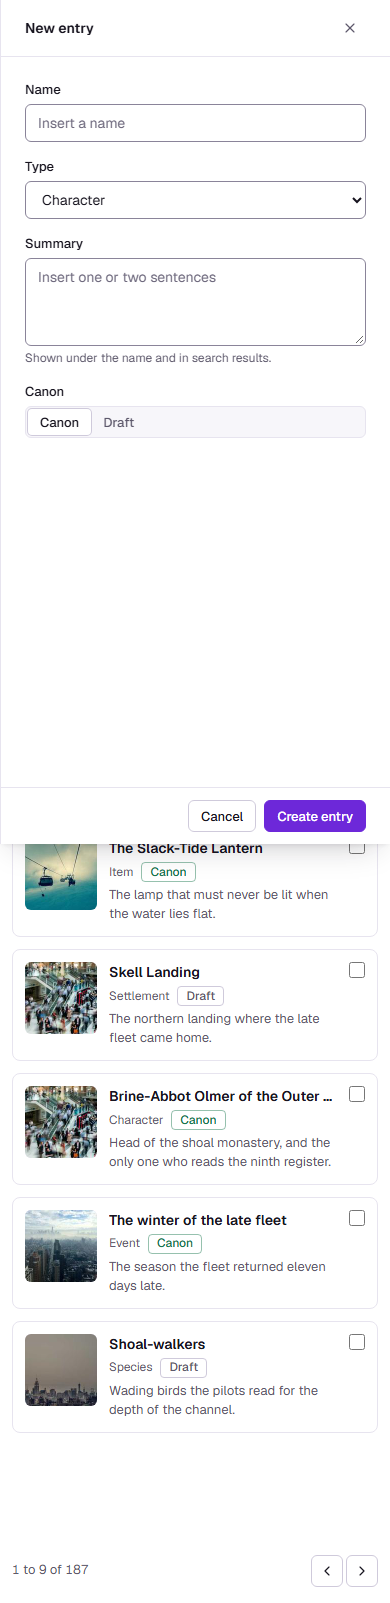 New entry
Name
Insert a name
Type
Character
Summary
Insert one or two sentences
Shown under the name and in search results.
Canon
Canon Draft
Cancel Create entry
The Slack-Tide Lantern
Item Canon
The lamp that must never be lit when
the water lies flat.
Skell Landing
Settlement Draft
The northern landing where the late
fleet came home.
Brine-Abbot Olmer of the Outer ...
Character Canon
Head of the shoal monastery, and the
only one who reads the ninth register.
The winter of the late fleet
Event Canon
The season the fleet returned eleven
days late.
Shoal-walkers
Species Draft
Wading birds the pilots read for the
depth of the channel.
1 to 9 of 187